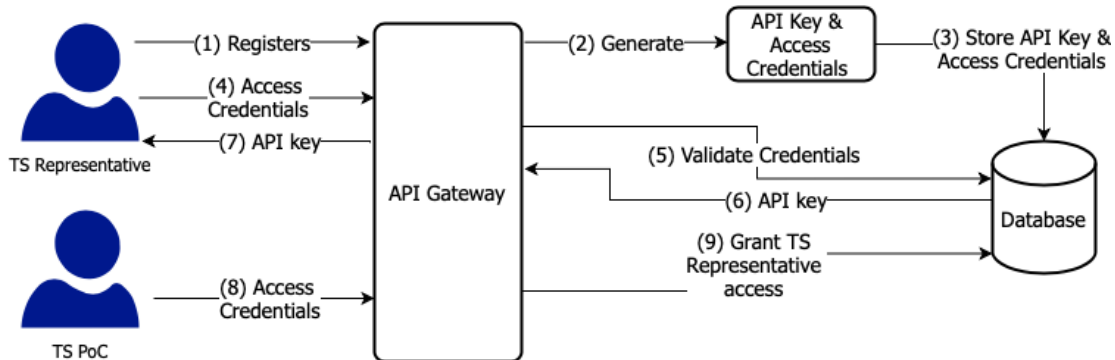 (1) Registers
(2) Generate
API Key &
Access
Credentials
(3) Store API Key &
Access Credentials
(4) Access
Credentials
(7) API key
TS Representative
API Gateway
(5) Validate Credentials
(6) API key
Database
(9) Grant TS
Representative
access
(8) Access
Credentials
TS PoC